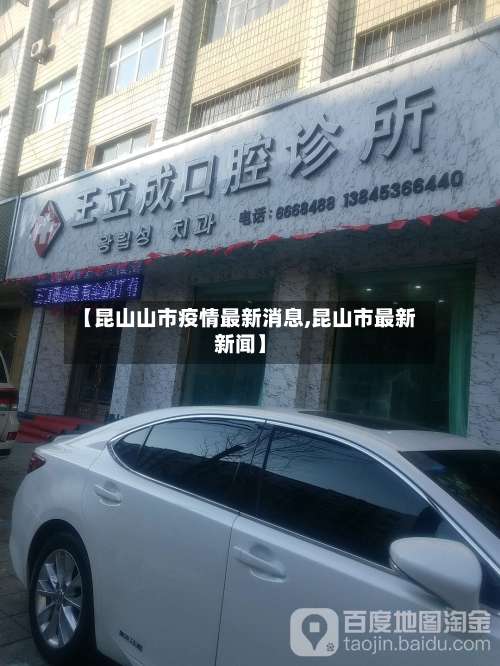 王立成口腔诊所
왕립성 치과
电话：6668488 13845366440
【昆山山市疫情最新消息,昆山市最新
新闻】
百度地图淘金
taojin.baidu.com